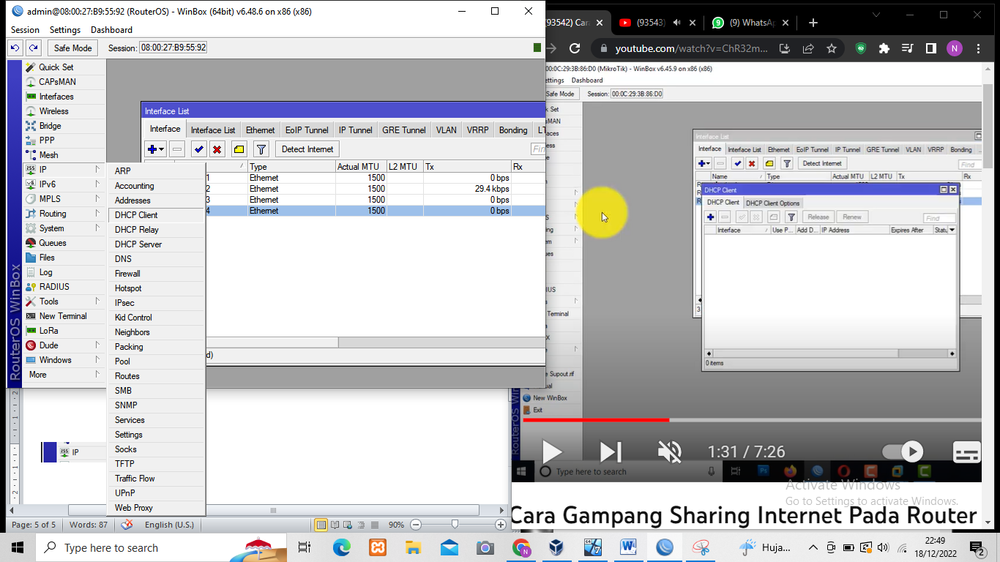 admin@08:00:27:B9:55:92 (RouterOS) - WinBox (64bit) v6.48.6 on x86 (x86)
Session Settings Dashboard
Safe Mode Session: 08:00:27:B9:55:92
Quick Set
CAPsMAN
Interfaces
Wireless
Bridge
PPP
Mesh
IP
IPv6
MPLS
Routing
System
Queues
Files
Log
RADIUS
Tools
New Terminal
LoRa
Dude
Windows
More
RouterOS WinBox
ARP
Accounting
Addresses
DHCP Client
DHCP Relay
DHCP Server
DNS
Firewall
Hotspot
IPsec
Kid Control
Neighbors
Packing
Pool
Routes
SMB
SNMP
Services
Settings
Socks
TFTP
Traffic Flow
UPnP
Web Proxy
Interface List
Interface Interface List Ethernet EoIP Tunnel IP Tunnel GRE Tunnel VLAN VRRP Bonding LT
Detect Internet Fin
Type Actual MTU L2 MTU Tx Rx
1 Ethernet 1500 0 bps
2 Ethernet 1500 29.4 kbps
3 Ethernet 1500 0 bps
4 Ethernet 1500 0 bps
d)
IP
Page: 5 of 5 Words: 87 English (U.S.) 90%
(93542) Cara (93543) (9) WhatsAp
youtube.com/watch?v=ChR32m... N
00:0C:29:3B:86:D0 (MikroTik) - WinBox v6.45.9 on x86 (x86)
ettings Dashboard
Safe Mode Session: 00:0C:29:3B:86:D0
k Set
sMAN
faces
ess
e
S
ng
em
ues
IUS
s
Terminal
X
e Supout.rif
ual
New WinBox
Exit
RouterOS Win
Interface List
Interface Interface List Ethernet EoIP Tunnel IP Tunnel GRE Tunnel VLAN VRRP Bonding
Detect Internet Find
Name Type Actual MTU L2 MTU Tx Rx
R
R
R
3
DHCP Client
DHCP Client DHCP Client Options
Release Renew Find
Interface Use P... Add D... IP Address Expires After Statu
0 items
1:31 / 7:26
Type here to search
Activate Windows
Go to Settings to activate Windows.
Cara Gampang Sharing Internet Pada Router
Type here to search
Huja...
22:49
18/12/2022
2